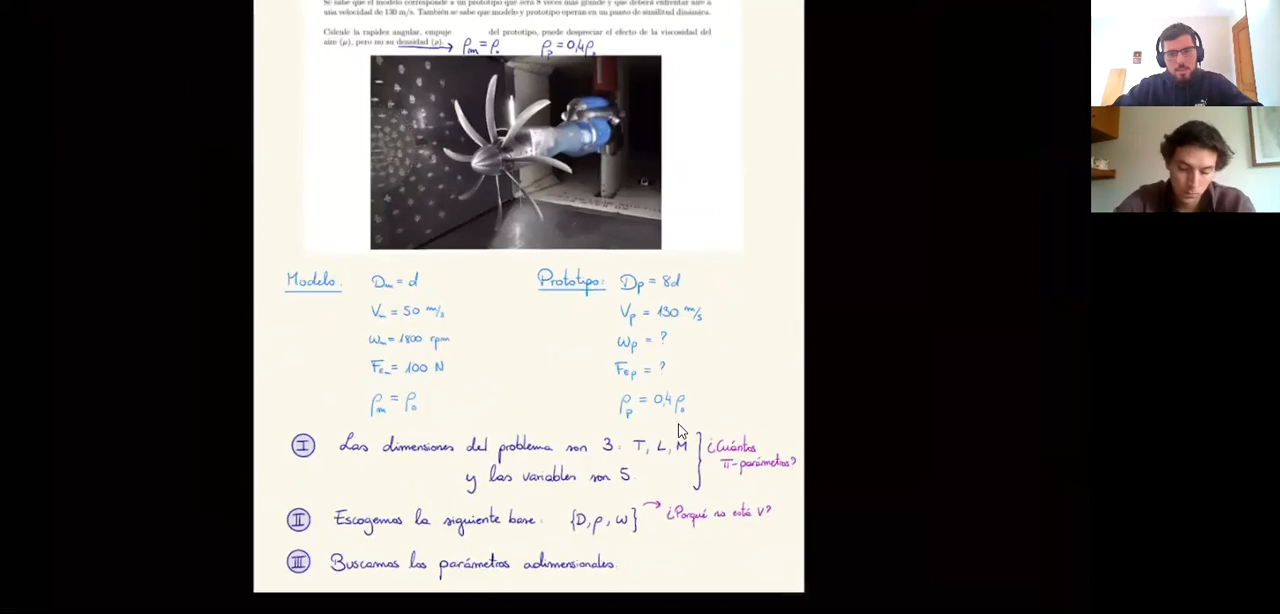 Se sabe que el modelo corresponde a un prototipo que será 8 veces más grande y que deberá enfrentar aire a
una velocidad de 130 m/s. También se sabe que modelo y prototipo operan en un punto de similitud dinámica.
Calcule la rapidez angular, empuje del prototipo, puede despreciar el efecto de la viscosidad del
aire (μ), pero no su densidad (ρ). → ρm = ρ₀ ρp = 0,4ρ₀
Modelo. Dm = d Prototipo: Dp = 8d
Vm = 50 m/s Vp = 130 m/s
ωm = 1800 rpm ωp = ?
FEm = 100 N FEp = ?
ρm = ρ₀ ρp = 0,4ρ₀
I Las dimensiones del problema son 3: T, L, M ¿Cuántos
π-parámetros?
y las variables son 5.
II Escogemos la siguiente base: {D, ρ, ω} → ¿Porqué no está V?
III Buscamos los parámetros adimensionales.